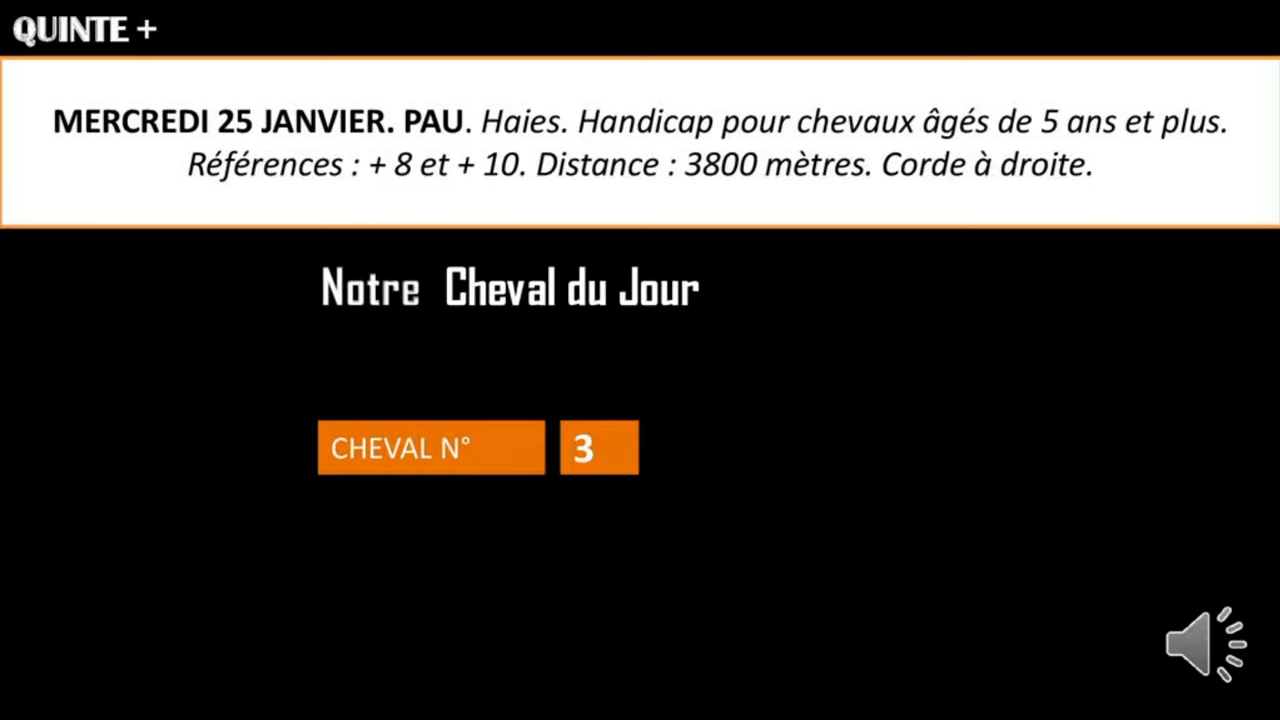 QUINTE +
MERCREDI 25 JANVIER. PAU. Haies. Handicap pour chevaux âgés de 5 ans et plus.
Références : + 8 et + 10. Distance : 3800 mètres. Corde à droite.
Notre Cheval du Jour
CHEVAL N° 3